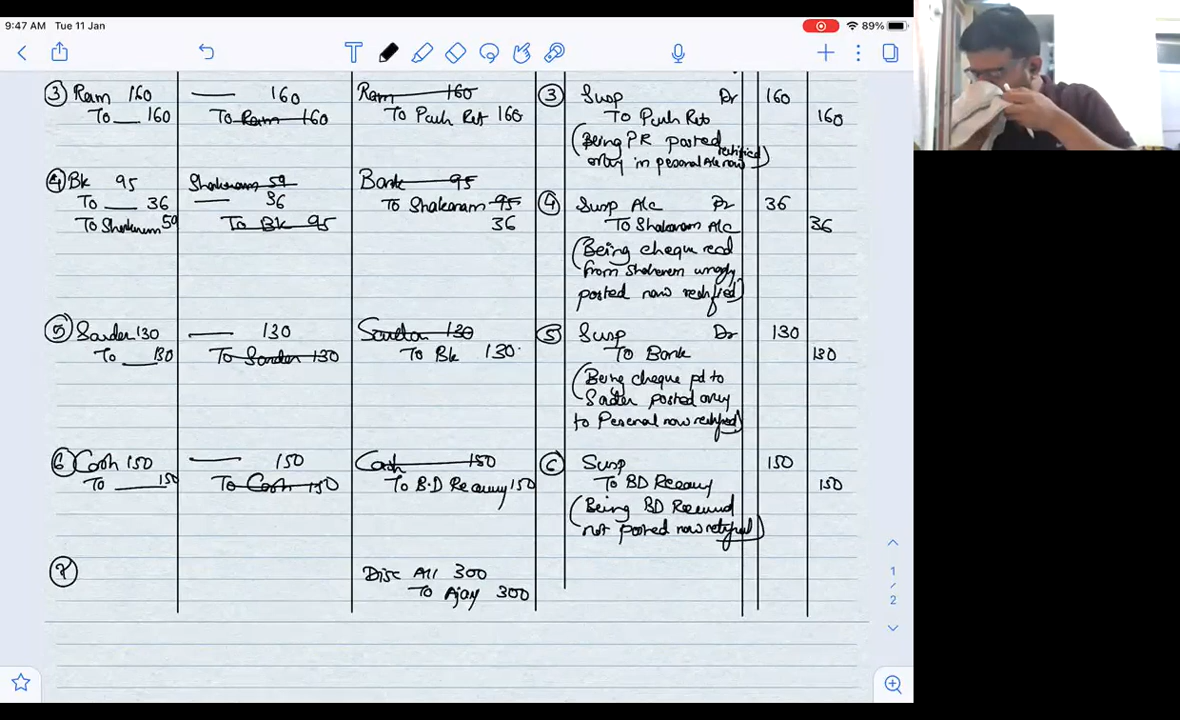 9:47 AM Tue 11 Jan
89%
T
③ Ram 160
To ___ 160
___ 160
To Ram 160
Ram 160
To Puch Ret 160
③ Susp Dr 160
To Puch Ret 160
(Being PR posted
only in personal A/c now rectified)
④ Bk 95
To ___ 36
To Shakaram 59
Shakaram 59
___ 36
To Bk 95
Bank 95
To Shakaram 95
36
④ Susp A/c Dr 36
To Shakaram A/c 36
(Being cheque recd
from Shakaram wrongly
posted now rectified)
⑤ Sardar 130
To ___ 130
___ 130
To Sardar 130
Sardar 130
To Bk 130
⑤ Susp Dr 130
To Bank 130
(Being cheque pd to
Sardar posted only
to Personal now rectified)
⑥ Cash 150
To ___ 150
___ 150
To Cash 150
Cash 150
To B.D Recovery 150
⑥ Susp 150
To BD Recovery 150
(Being BD Recovered
not posted now rectified)
⑦
Disc All 300
To Ajay 300
1
/
2